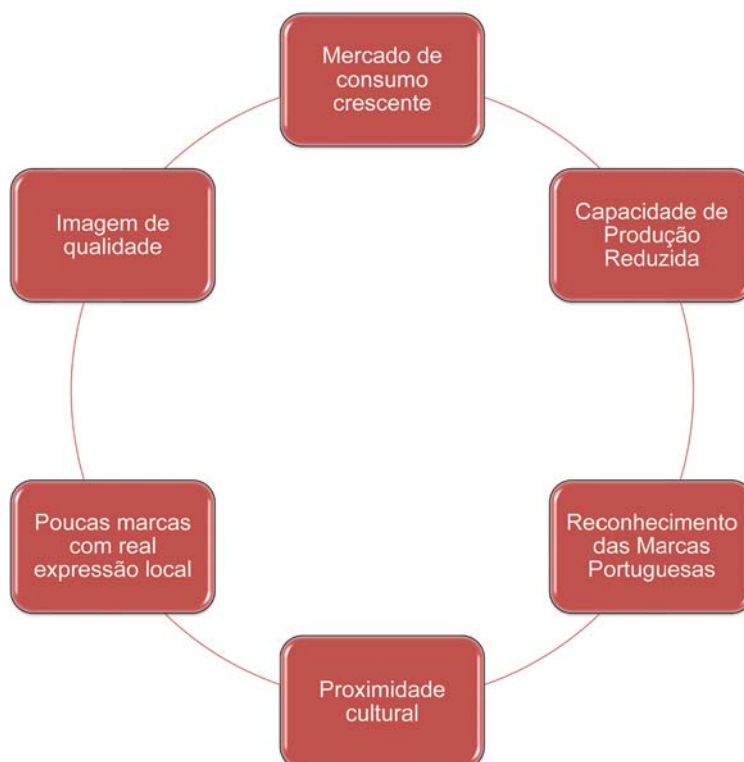 Mercado de
consumo
crescente
Capacidade de
Produção
Reduzida
Reconhecimento
das Marcas
Portuguesas
Proximidade
cultural
Poucas marcas
com real
expressão local
Imagem de
qualidade